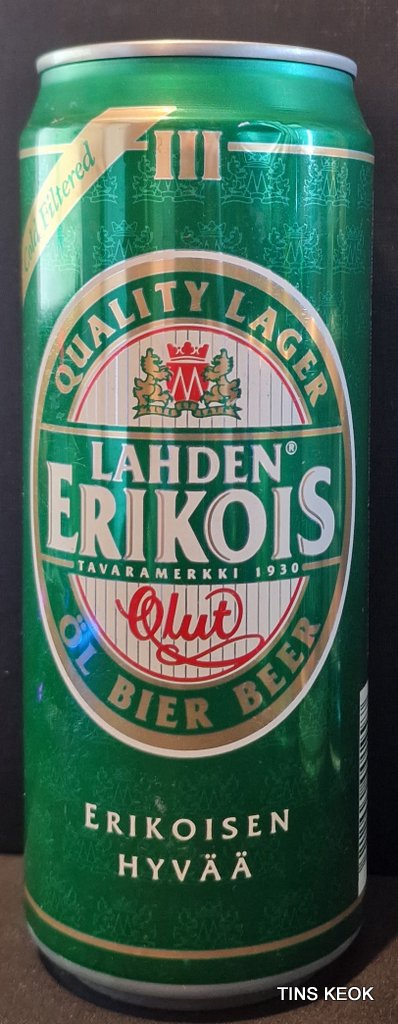 III
Cold Filtered
QUALITY LAGER
M
LAHDEN®
ERIKOIS
TAVARAMERKKI 1930
Olut
ÖL BIER BEER
ERIKOISEN
HYVÄÄ
TINS KEOK